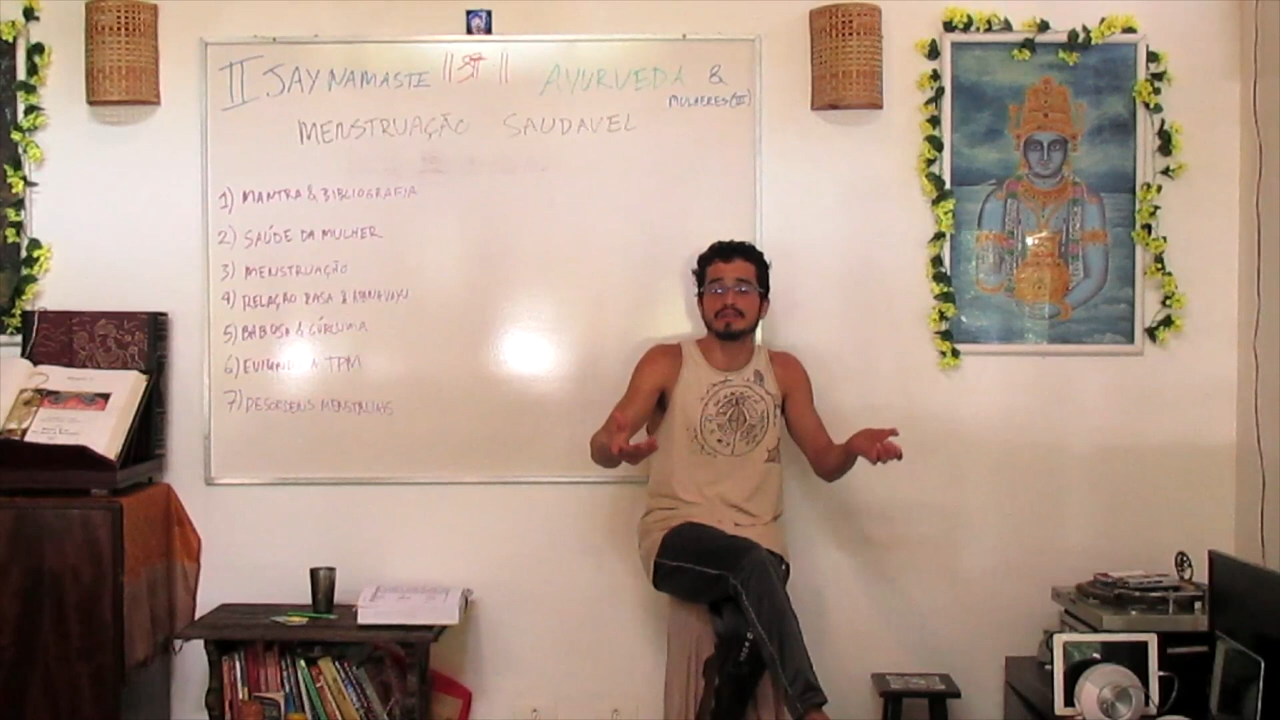 II JAY NAMASTE ॥ श्री ॥ AYURVEDA &
MULHERES (II)
MENSTRUAÇÃO SAUDAVEL
1) MANTRA & BIBLIOGRAFIA
2) SAÚDE DA MULHER
3) MENSTRUAÇÃO
4) RELAÇÃO RASA &
5) BABOSA & CÚRCUMA
6) EVITANDO A TPM
7) DESORDENS MENSTRUAIS